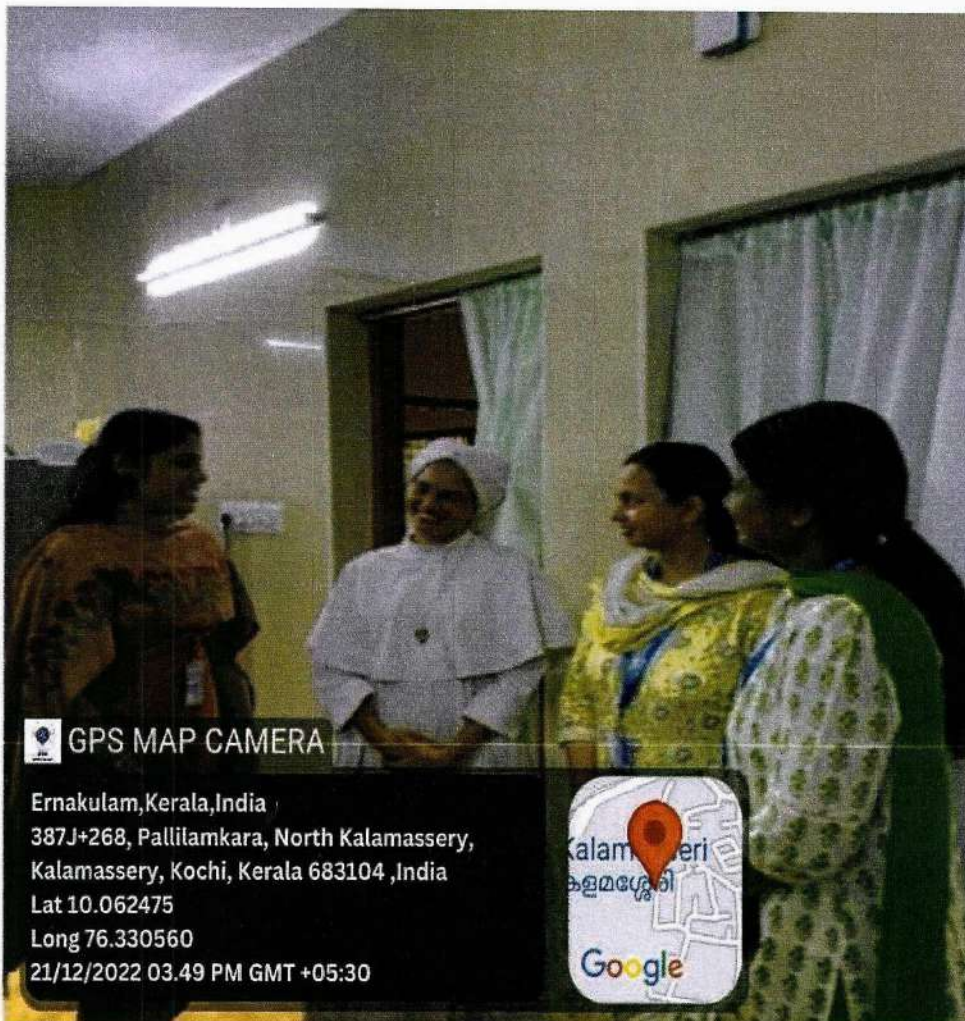 GPS MAP CAMERA
Ernakulam,Kerala,India
387J+268, Pallilamkara, North Kalamassery,
Kalamassery, Kochi, Kerala 683104 ,India
Lat 10.062475
Long 76.330560
21/12/2022 03.49 PM GMT +05:30
കളമശ്ശേരി
Google